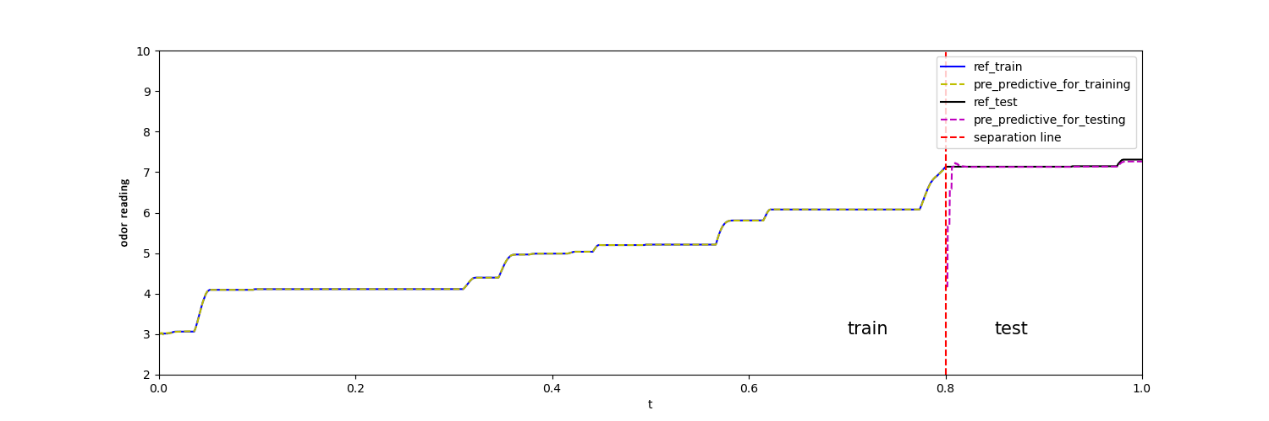 10
9
8
7
6
5
4
3
2
odor reading
0.0 0.2 0.4 0.6 0.8 1.0
t
ref_train
pre_predictive_for_training
ref_test
pre_predictive_for_testing
separation line
train
test